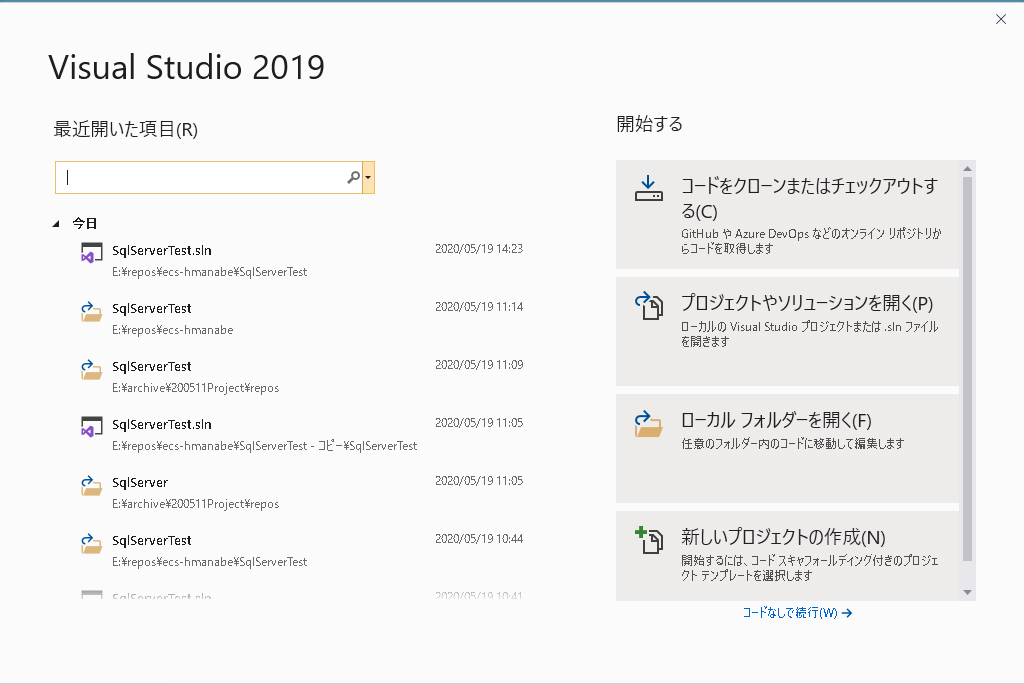 Visual Studio 2019
最近開いた項目(R)
今日
SqlServerTest.sln 2020/05/19 14:23
E:¥repos¥ecs-hmanabe¥SqlServerTest
SqlServerTest 2020/05/19 11:14
E:¥repos¥ecs-hmanabe
SqlServerTest 2020/05/19 11:09
E:¥archive¥200511Project¥repos
SqlServerTest.sln 2020/05/19 11:05
E:¥repos¥ecs-hmanabe¥SqlServerTest - コピー¥SqlServerTest
SqlServer 2020/05/19 11:05
E:¥archive¥200511Project¥repos
SqlServerTest 2020/05/19 10:44
E:¥repos¥ecs-hmanabe¥SqlServerTest
SqlServerTest.sln 2020/05/19 10:41
開始する
コードをクローンまたはチェックアウトす
る(C)
GitHub や Azure DevOps などのオンライン リポジトリか
らコードを取得します
プロジェクトやソリューションを開く(P)
ローカルの Visual Studio プロジェクトまたは .sln ファイル
を開きます
ローカル フォルダーを開く(F)
任意のフォルダー内のコードに移動して編集します
新しいプロジェクトの作成(N)
開始するには、コード スキャフォールディング付きのプロジェ
クト テンプレートを選択します
コードなしで続行(W) →